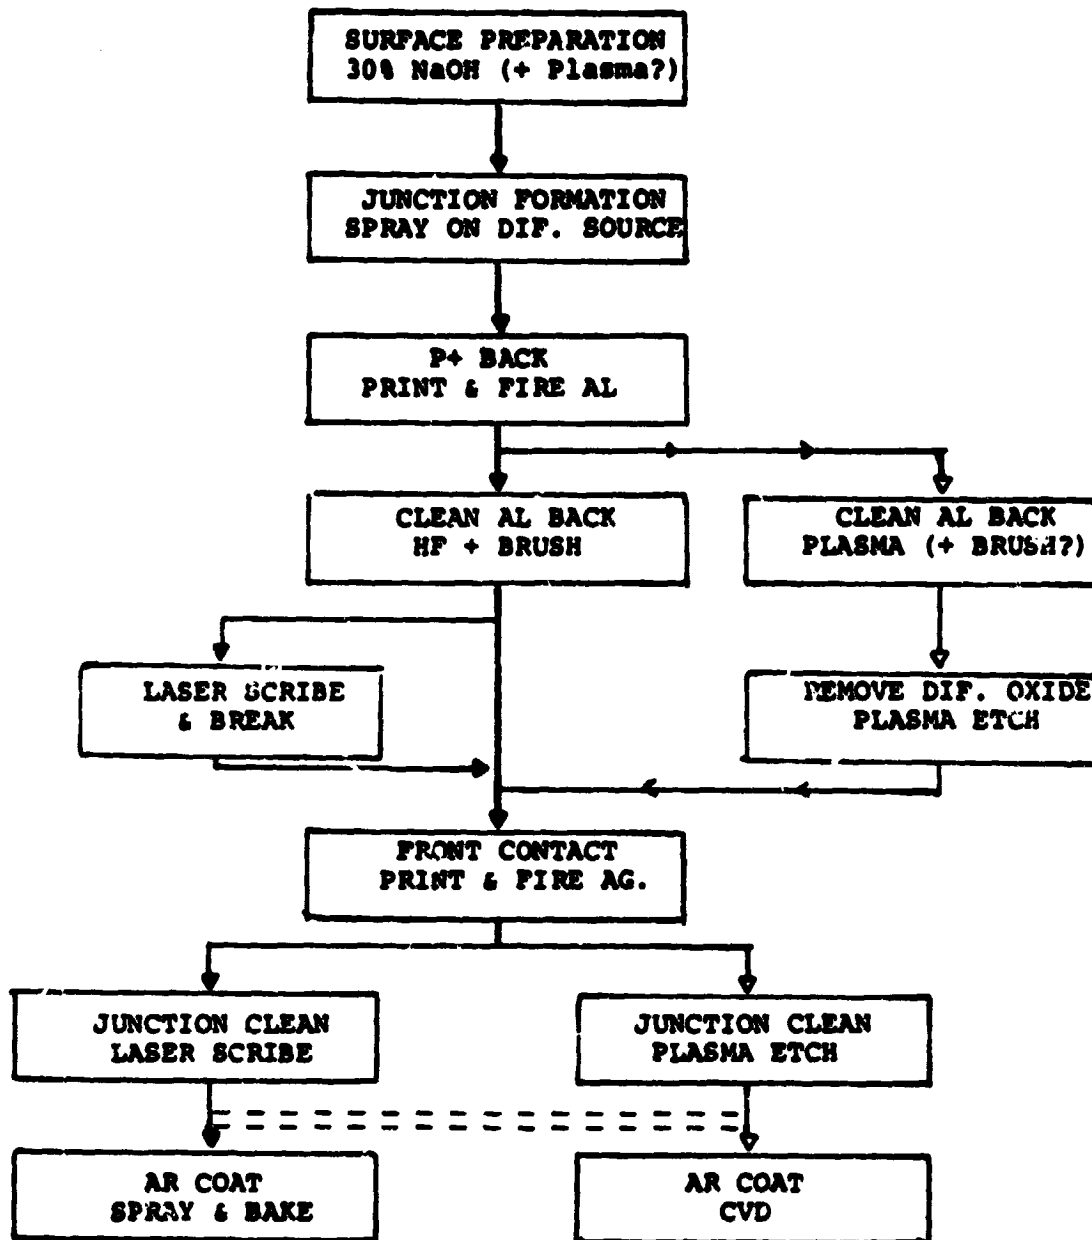 SURFACE PREPARATION
30% NaOH (+ Plasma?)
JUNCTION FORMATION
SPRAY ON DIF. SOURCE
P+ BACK
PRINT & FIRE AL
CLEAN AL BACK
HF + BRUSH
CLEAN AL BACK
PLASMA (+ BRUSH?)
LASER SCRIBE
& BREAK
REMOVE DIF. OXIDE
PLASMA ETCH
FRONT CONTACT
PRINT & FIRE AG.
JUNCTION CLEAN
LASER SCRIBE
JUNCTION CLEAN
PLASMA ETCH
AR COAT
SPRAY & BAKE
AR COAT
CVD